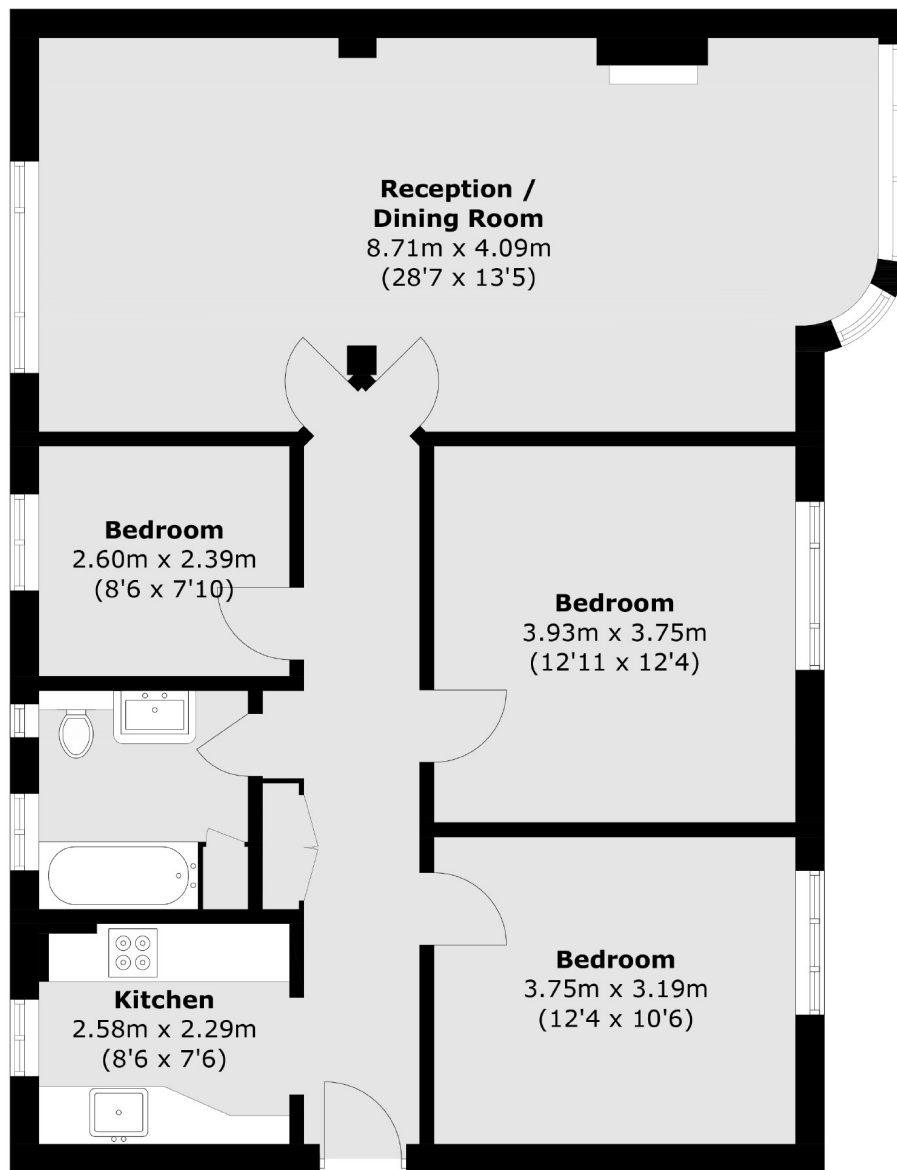 Reception /
Dining Room
8.71m x 4.09m
(28'7 x 13'5)
Bedroom
2.60m x 2.39m
(8'6 x 7'10)
Bedroom
3.93m x 3.75m
(12'11 x 12'4)
Bedroom
3.75m x 3.19m
(12'4 x 10'6)
Kitchen
2.58m x 2.29m
(8'6 x 7'6)